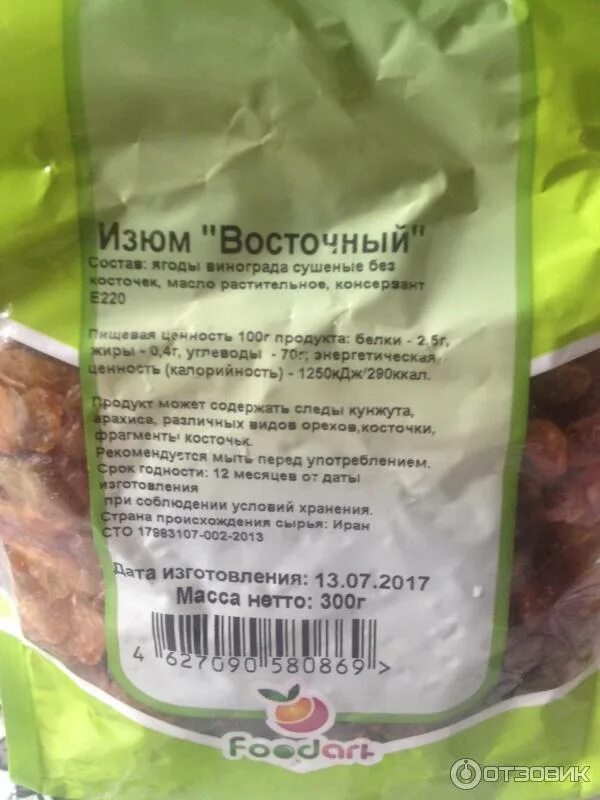 Изюм "Восточный"
Состав: ягоды винограда сушеные без
косточек, масло растительное, консервант
Е220
Пищевая ценность 100г продукта: белки - 2,5г,
жиры - 0,4г, углеводы - 70г; энергетическая
ценность (калорийность) - 1250кДж/290ккал.
Продукт может содержать следы кунжута,
арахиса, различных видов орехов,косточки,
фрагменты косточек.
Рекомендуется мыть перед употреблением.
Срок годности: 12 месяцев от даты
изготовления
при соблюдении условий хранения.
Страна происхождения сырья: Иран
СТО 17983107-002-2013
Дата изготовления: 13.07.2017
Масса нетто: 300г
4 627090 580869 >
Foodart
ОТЗОВИК